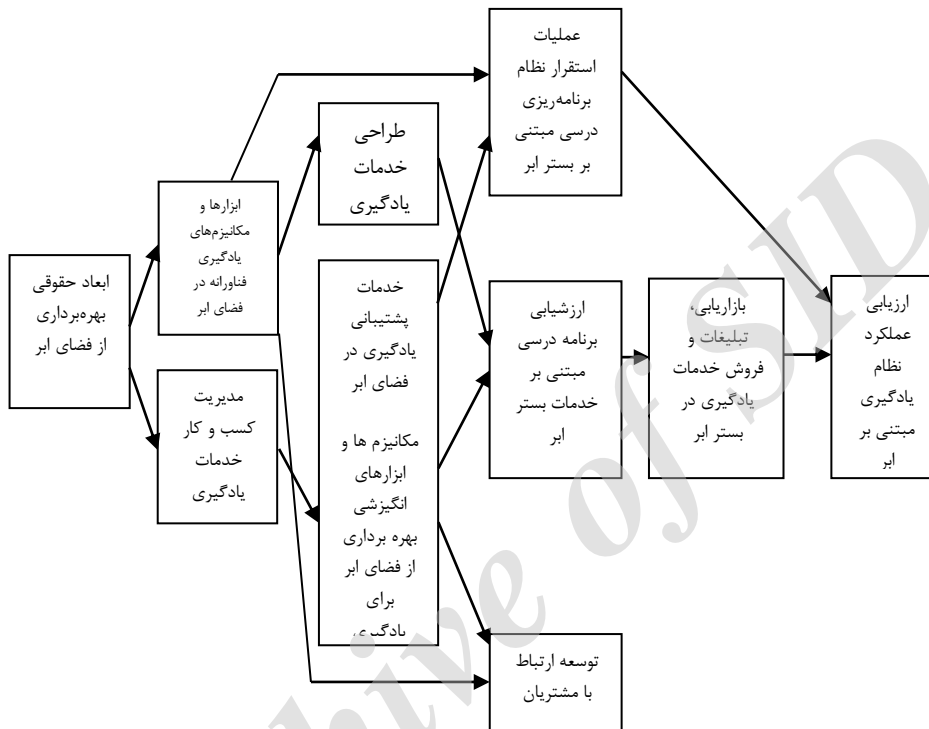 ابعاد حقوقی
بهره‌برداری
از فضای ابر
ابزارها و
مکانیزم‌های
یادگیری
فناورانه در
فضای ابر
مدیریت
کسب و کار
خدمات
یادگیری
طراحی
خدمات
یادگیری
خدمات
پشتیبانی
یادگیری در
فضای ابر
مکانیزم ها و
ابزارهای
انگیزشی
بهره برداری
از فضای ابر
برای
یادگیری
عملیات
استقرار نظام
برنامه‌ریزی
درسی مبتنی
بر بستر ابر
ارزشیابی
برنامه درسی
مبتنی بر
خدمات بستر
ابر
توسعه ارتباط
با مشتریان
بازاریابی،
تبلیغات و
فروش خدمات
یادگیری در
بستر ابر
ارزیابی
عملکرد
نظام
یادگیری
مبتنی بر
ابر
hive of SID